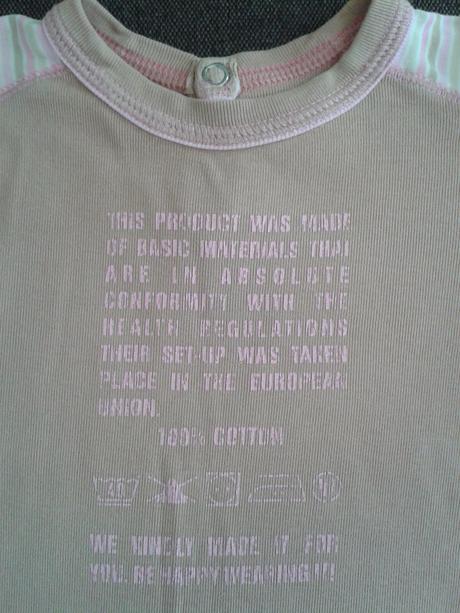 THIS PRODUCT WAS MADE
OF BASIC MATERIALS THAT
ARE IN ABSOLUTE
CONFORMITY WITH THE
HEALTH REGULATIONS
THEIR SET-UP WAS TAKEN
PLACE IN THE EUROPEAN
UNION.
100% COTTON
WE KINDLY MADE IT FOR
YOU. BE HAPPY WEARING IT!